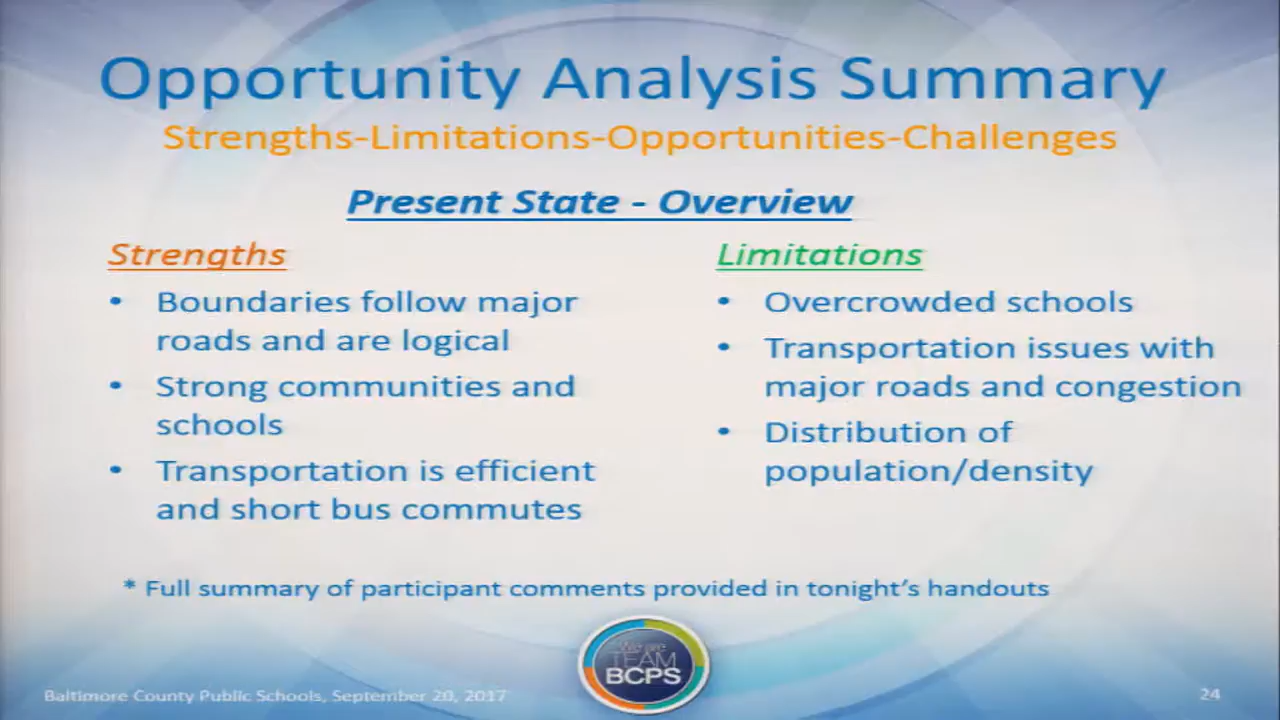 Opportunity Analysis Summary
Strengths-Limitations-Opportunities-Challenges
Present State - Overview
Strengths
• Boundaries follow major
roads and are logical
• Strong communities and
schools
• Transportation is efficient
and short bus commutes
Limitations
• Overcrowded schools
• Transportation issues with
major roads and congestion
• Distribution of
population/density
* Full summary of participant comments provided in tonight's handouts
We are
TEAM
BCPS
Baltimore County Public Schools, September 20, 2017
24